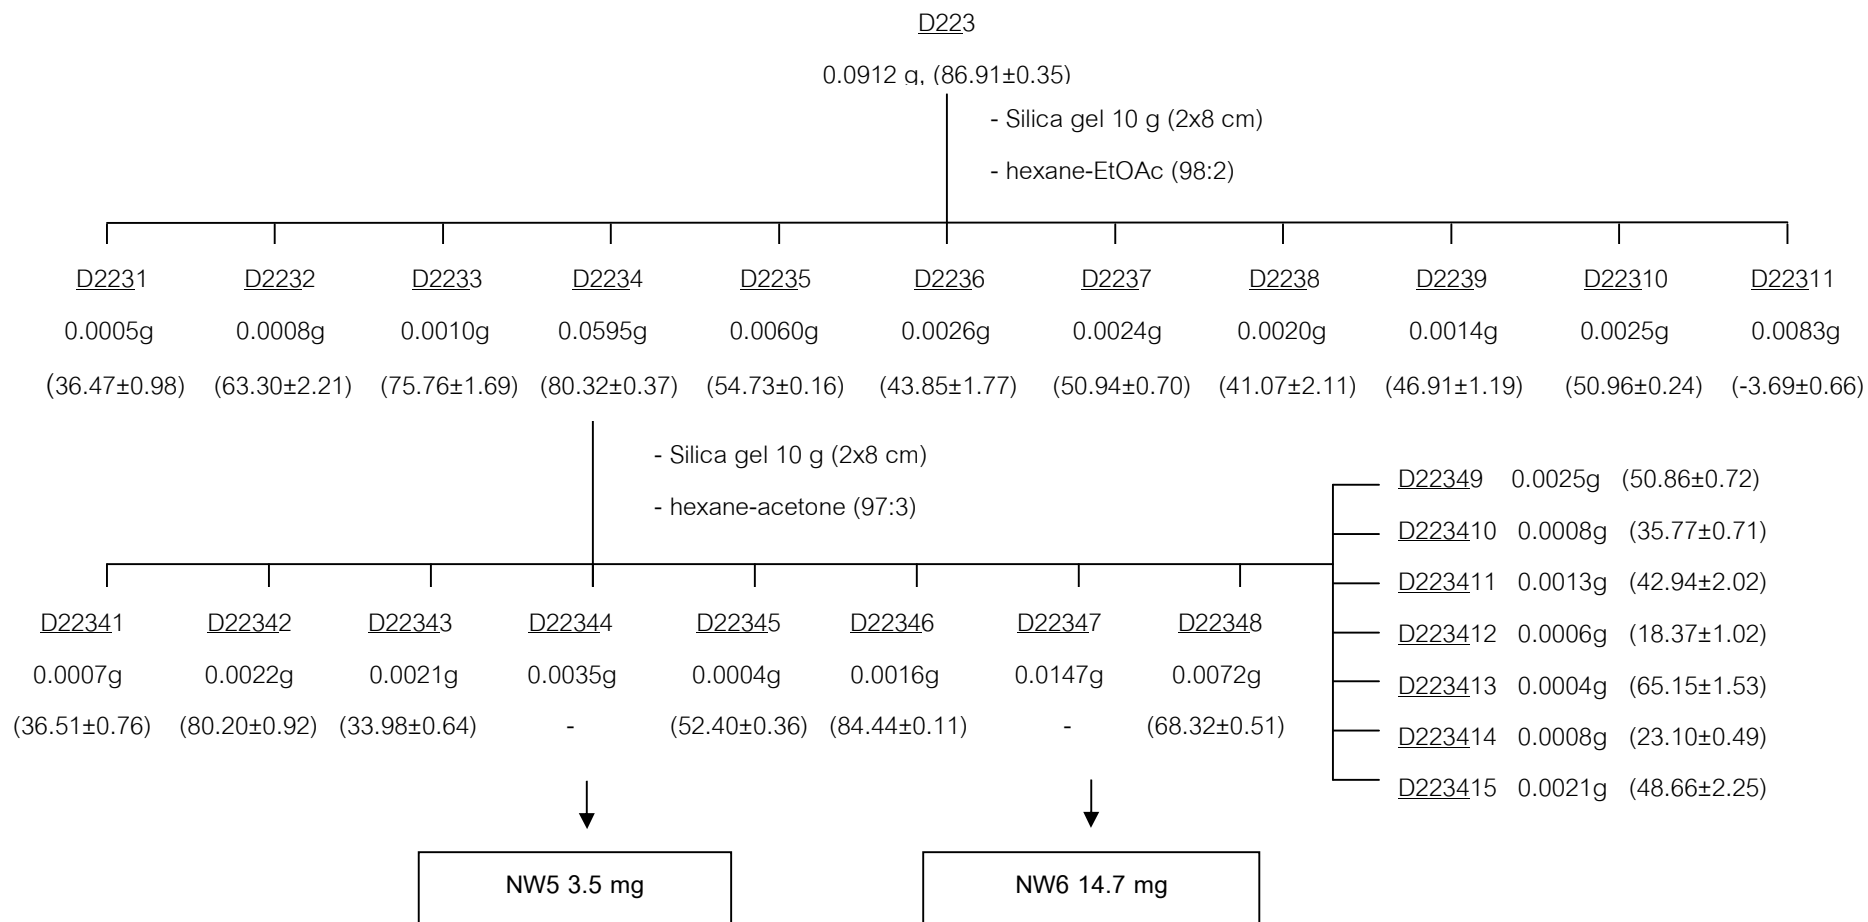 D223
0.0912 g, (86.91±0.35)
- Silica gel 10 g (2x8 cm)
- hexane-EtOAc (98:2)
D2231 D2232 D2233 D2234 D2235 D2236 D2237 D2238 D2239 D22310 D22311
0.0005g 0.0008g 0.0010g 0.0595g 0.0060g 0.0026g 0.0024g 0.0020g 0.0014g 0.0025g 0.0083g
(36.47±0.98) (63.30±2.21) (75.76±1.69) (80.32±0.37) (54.73±0.16) (43.85±1.77) (50.94±0.70) (41.07±2.11) (46.91±1.19) (50.96±0.24) (-3.69±0.66)
- Silica gel 10 g (2x8 cm)
- hexane-acetone (97:3)
D22341 D22342 D22343 D22344 D22345 D22346 D22347 D22348
0.0007g 0.0022g 0.0021g 0.0035g 0.0004g 0.0016g 0.0147g 0.0072g
(36.51±0.76) (80.20±0.92) (33.98±0.64) - (52.40±0.36) (84.44±0.11) - (68.32±0.51)
D22349 0.0025g (50.86±0.72)
D223410 0.0008g (35.77±0.71)
D223411 0.0013g (42.94±2.02)
D223412 0.0006g (18.37±1.02)
D223413 0.0004g (65.15±1.53)
D223414 0.0008g (23.10±0.49)
D223415 0.0021g (48.66±2.25)
NW5 3.5 mg
NW6 14.7 mg